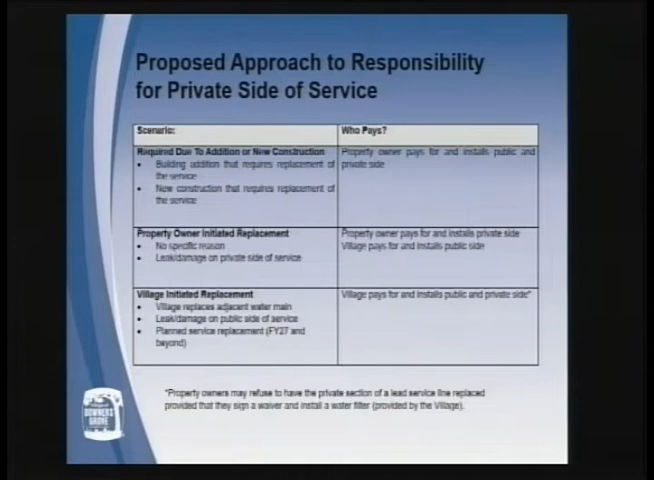 Proposed Approach to Responsibility
for Private Side of Service
Scenario:
Who Pays?
Required Due To Addition or New Construction
• Building addition that requires replacement of
the service
• New construction that requires replacement of
the service
Property owner pays for and installs public and
private side
Property Owner Initiated Replacement
• No specific reason
• Leak/damage on private side of service
Property owner pays for and installs private side
Village pays for and installs public side
Village Initiated Replacement
• Village replaces adjacent water main
• Leak/damage on public side of service
• Planned service replacement (FY27 and
beyond)
Village pays for and installs public and private side*
*Property owners may refuse to have the private section of a lead service line replaced
provided that they sign a waiver and install a water filter (provided by the Village).
DOWNERS
GROVE